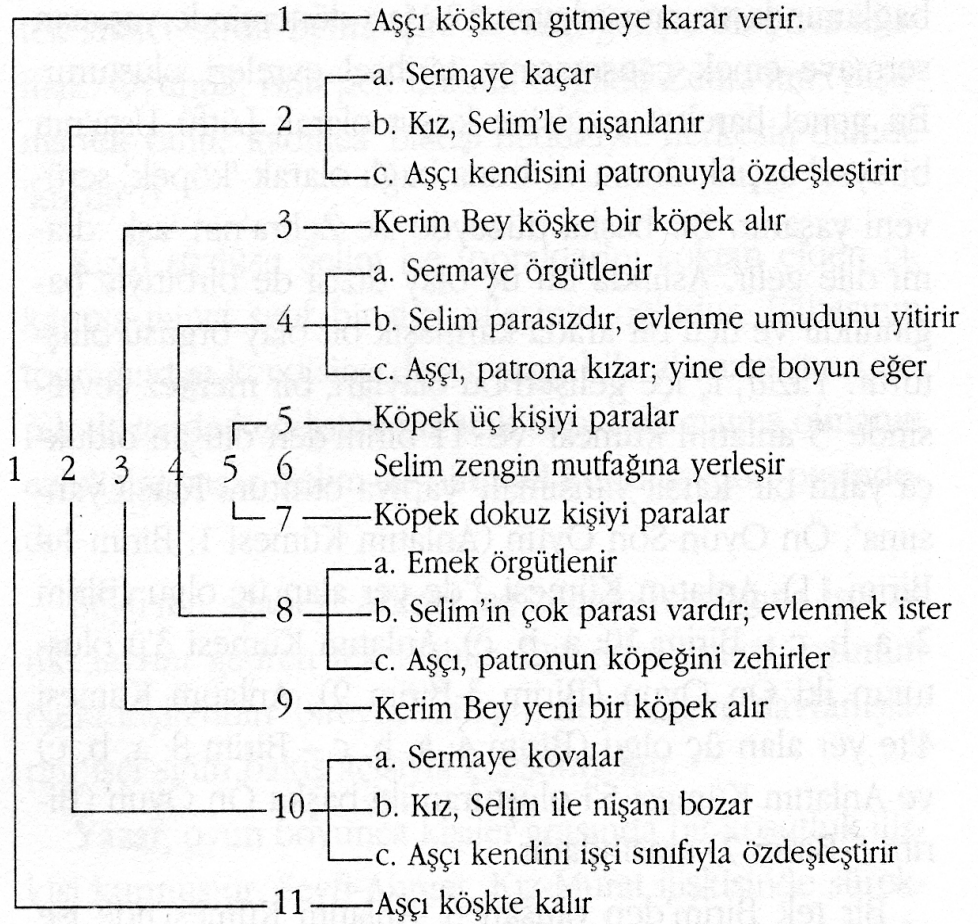 1 Aşçı köşkten gitmeye karar verir.
a. Sermaye kaçar
2 b. Kız, Selim'le nişanlanır
c. Aşçı kendisini patronuyla özdeşleştirir
3 Kerim Bey köşke bir köpek alır
a. Sermaye örgütlenir
4 b. Selim parasızdır, evlenme umudunu yitirir
c. Aşçı, patrona kızar; yine de boyun eğer
5 Köpek üç kişiyi paralar
1 2 3 4 5 6 Selim zengin mutfağına yerleşir
7 Köpek dokuz kişiyi paralar
a. Emek örgütlenir
8 b. Selim'in çok parası vardır; evlenmek ister
c. Aşçı, patronun köpeğini zehirler
9 Kerim Bey yeni bir köpek alır
a. Sermaye kovalar
10 b. Kız, Selim ile nişanı bozar
c. Aşçı kendini işçi sınıfıyla özdeşleştirir
11 Aşçı köşkte kalır